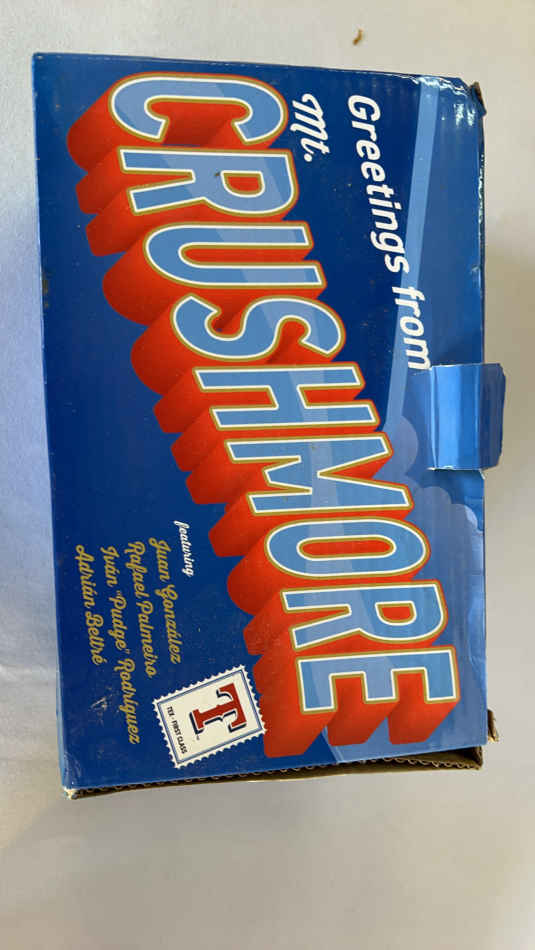 Greetings from
Mt.
CRUSHMORE
featuring
Juan González
Rafael Palmeiro
Iván "Pudge" Rodríguez
Adrián Beltré
T
TEX - FIRST CLASS